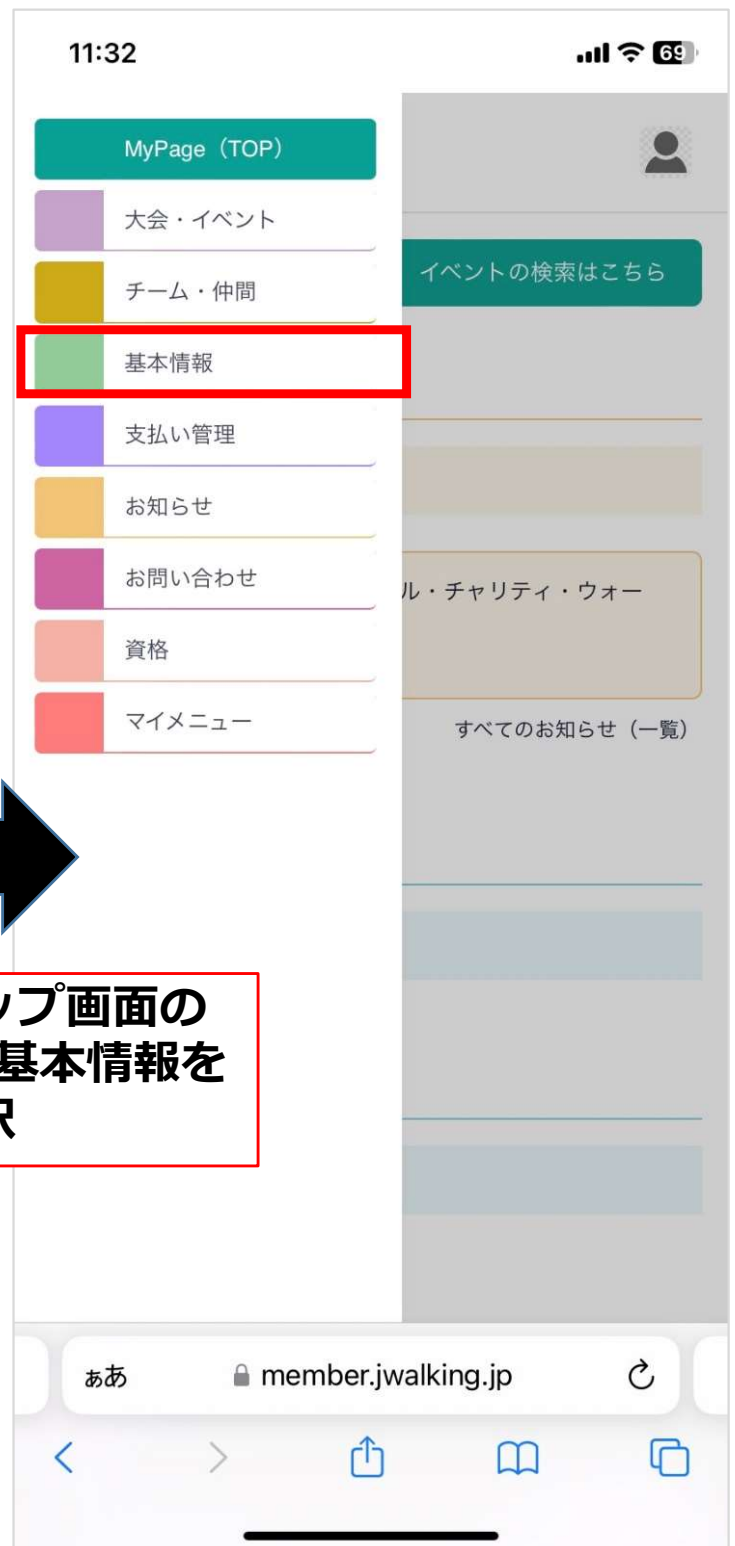 11:32
69
MyPage（TOP）
大会・イベント
イベントの検索はこちら
チーム・仲間
基本情報
支払い管理
お知らせ
お問い合わせ
ル・チャリティ・ウォー
資格
マイメニュー
すべてのお知らせ（一覧）
ップ画面の
基本情報を
択
ぁあ
member.jwalking.jp